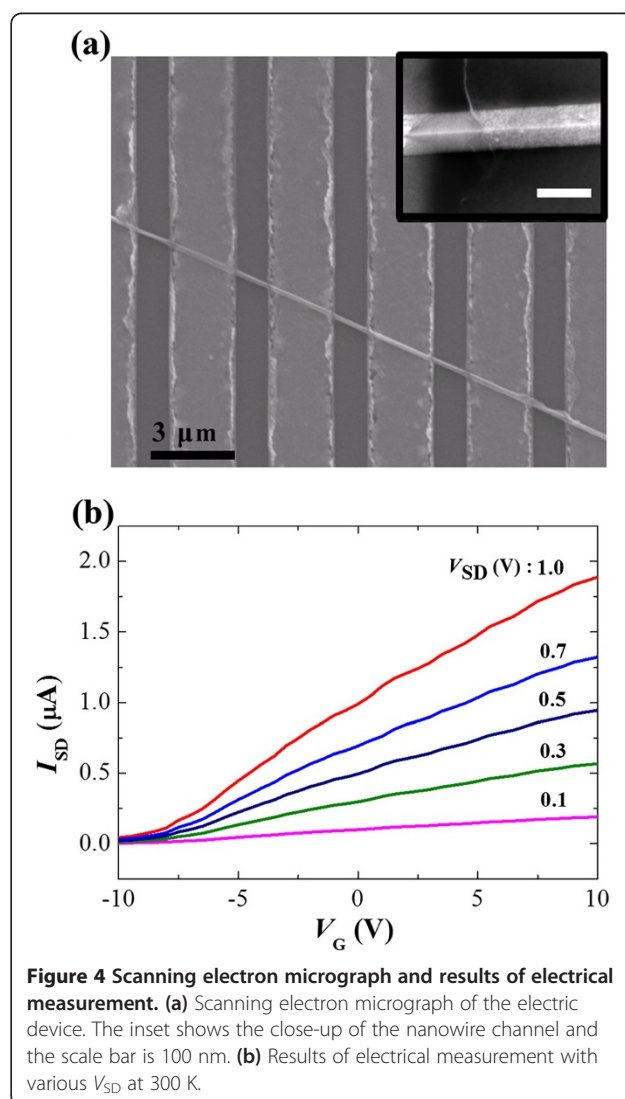 (a)
3 μm
(b)
2.0
1.5
1.0
0.5
0.0
I_SD (μA)
V_SD (V) : 1.0
0.7
0.5
0.3
0.1
-10
-5
0
5
10
V_G (V)
Figure 4 Scanning electron micrograph and results of electrical
measurement. (a) Scanning electron micrograph of the electric
device. The inset shows the close-up of the nanowire channel and
the scale bar is 100 nm. (b) Results of electrical measurement with
various V_SD at 300 K.